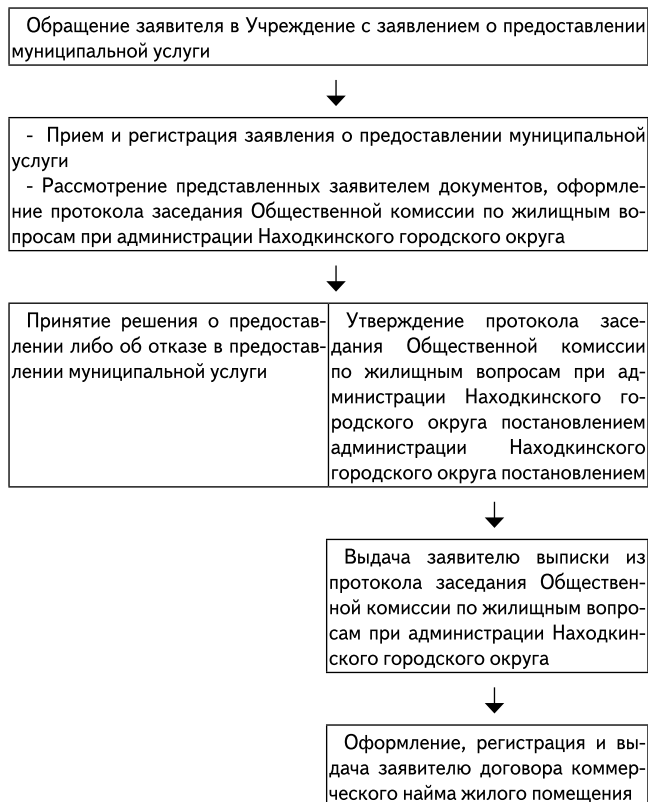 Обращение заявителя в Учреждение с заявлением о предоставлении
муниципальной услуги
- Прием и регистрация заявления о предоставлении муниципальной
услуги
- Рассмотрение представленных заявителем документов, оформле-
ние протокола заседания Общественной комиссии по жилищным во-
просам при администрации Находкинского городского округа
Принятие решения о предостав-
лении либо об отказе в предостав-
лении муниципальной услуги
Утверждение протокола засе-
дания Общественной комиссии
по жилищным вопросам при ад-
министрации Находкинского го-
родского округа постановлением
администрации Находкинского
городского округа постановлением
Выдача заявителю выписки из
протокола заседания Обществен-
ной комиссии по жилищным вопро-
сам при администрации Находкин-
ского городского округа
Оформление, регистрация и вы-
дача заявителю договора коммер-
ческого найма жилого помещения